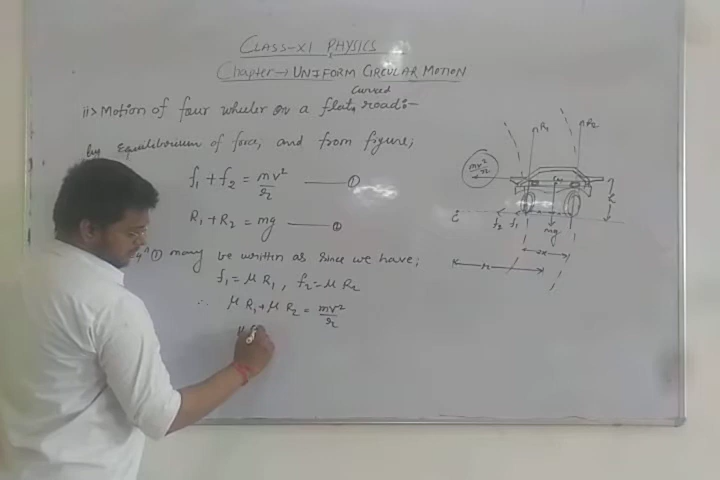 CLASS-XI PHYSICS
Chapter → UNIFORM CIRCULAR MOTION
Curved
ii> Motion of four wheeler on a flat road:-
By Equilibrium of force, and from figure,
f₁ + f₂ = mv²/r ——— ①
R₁ + R₂ = mg ——— ②
① may be written as since we have,
f₁ = μ R₁, f₂ = μ R₂
∴ μ R₁ + μ R₂ = mv²/r
μ
R₁ R₂
mv²/r
h
c f₂ f₁
mg
x
r